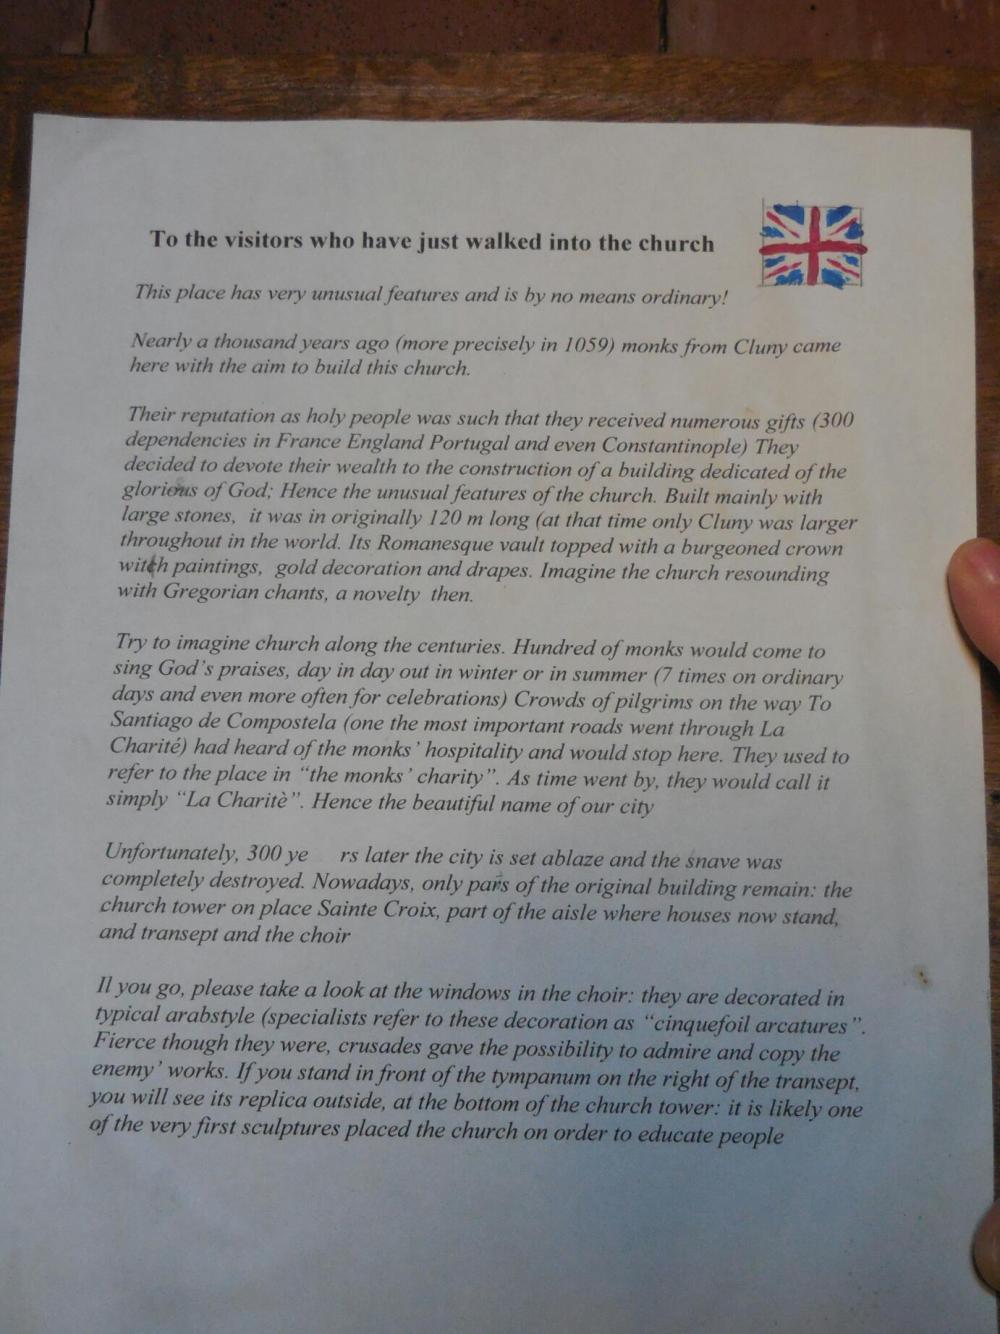 To the visitors who have just walked into the church
This place has very unusual features and is by no means ordinary!
Nearly a thousand years ago (more precisely in 1059) monks from Cluny came
here with the aim to build this church.
Their reputation as holy people was such that they received numerous gifts (300
dependencies in France England Portugal and even Constantinople) They
decided to devote their wealth to the construction of a building dedicated of the
glorious of God; Hence the unusual features of the church. Built mainly with
large stones, it was in originally 120 m long (at that time only Cluny was larger
throughout in the world. Its Romanesque vault topped with a burgeoned crown
with paintings, gold decoration and drapes. Imagine the church resounding
with Gregorian chants, a novelty then.
Try to imagine church along the centuries. Hundred of monks would come to
sing God's praises, day in day out in winter or in summer (7 times on ordinary
days and even more often for celebrations) Crowds of pilgrims on the way To
Santiago de Compostela (one the most important roads went through La
Charité) had heard of the monks' hospitality and would stop here. They used to
refer to the place in "the monks' charity". As time went by, they would call it
simply "La Charitè". Hence the beautiful name of our city
Unfortunately, 300 ye rs later the city is set ablaze and the snave was
completely destroyed. Nowadays, only pars of the original building remain: the
church tower on place Sainte Croix, part of the aisle where houses now stand,
and transept and the choir
Il you go, please take a look at the windows in the choir: they are decorated in
typical arabstyle (specialists refer to these decoration as "cinquefoil arcatures".
Fierce though they were, crusades gave the possibility to admire and copy the
enemy' works. If you stand in front of the tympanum on the right of the transept,
you will see its replica outside, at the bottom of the church tower: it is likely one
of the very first sculptures placed the church on order to educate people